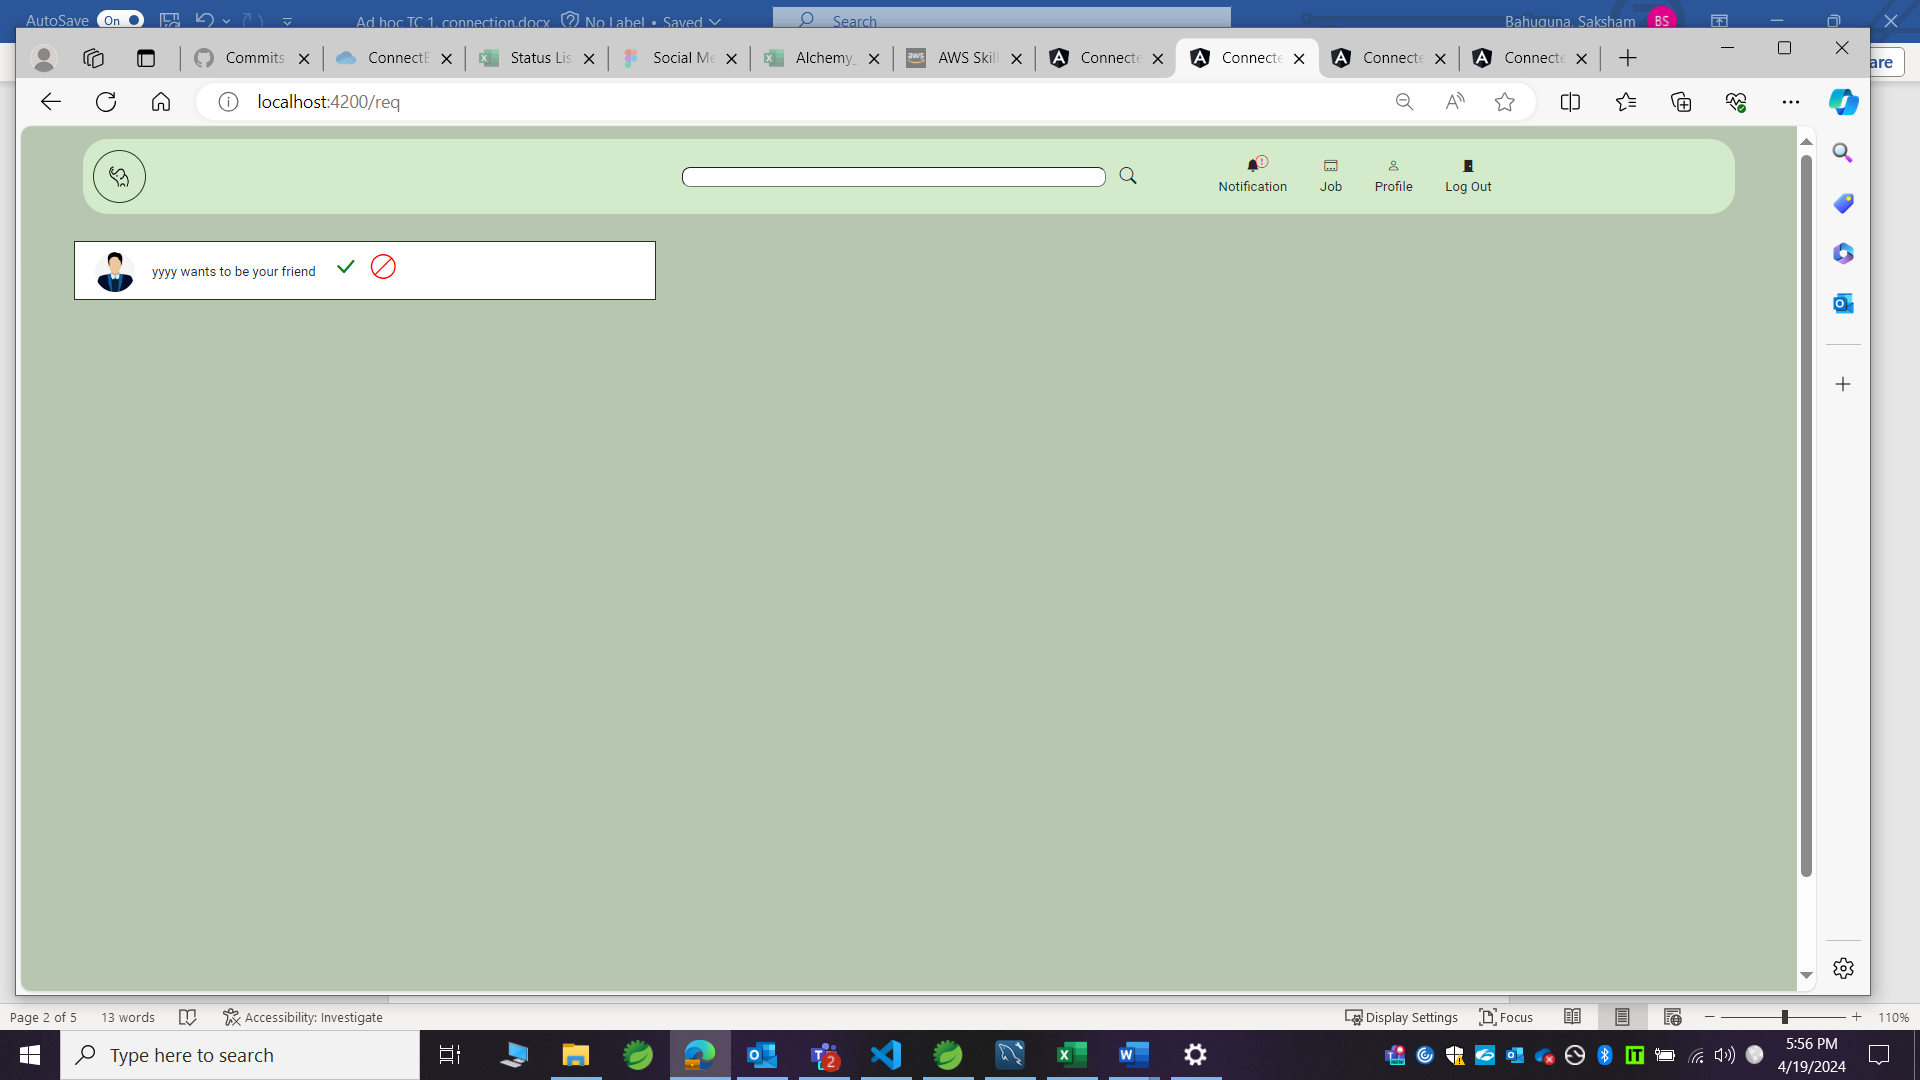 AutoSave On Ad hoc TC 1. connection.docx No Label • Saved Search Bahuguna, Saksham BS
Commits ConnectE Status Lis Social Me Alchemy_ AWS Skill Connecte Connecte Connecte Connecte
are
localhost:4200/req
Notification Job Profile Log Out
yyyy wants to be your friend
Page 2 of 5 13 words Accessibility: Investigate Display Settings Focus 110%
Type here to search 2 5:56 PM
4/19/2024